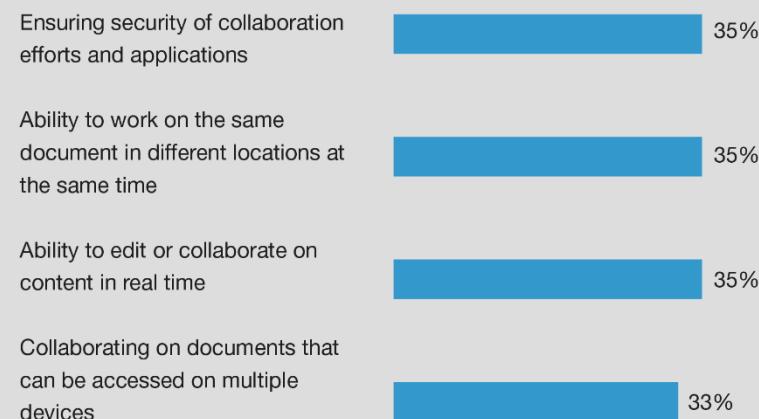 Ensuring security of collaboration
efforts and applications
35%
Ability to work on the same
document in different locations at
the same time
35%
Ability to edit or collaborate on
content in real time
35%
Collaborating on documents that
can be accessed on multiple
devices
33%